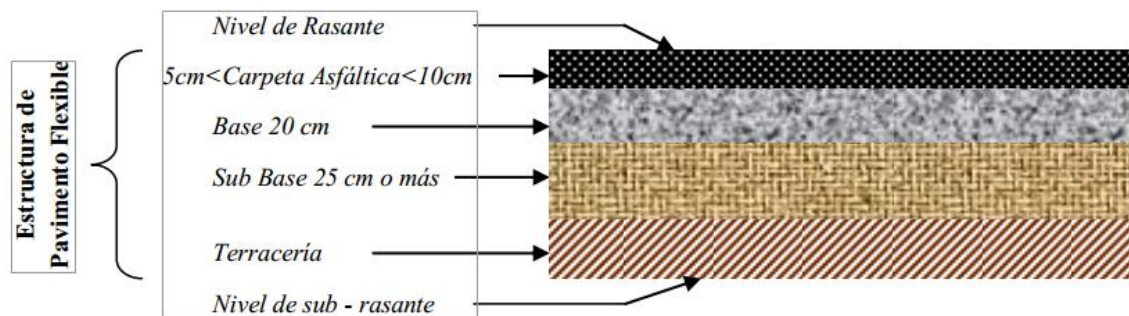 Estructura de
Pavimento Flexible
Nivel de Rasante
5cm<Carpeta Asfáltica<10cm
Base 20 cm
Sub Base 25 cm o más
Terracería
Nivel de sub - rasante